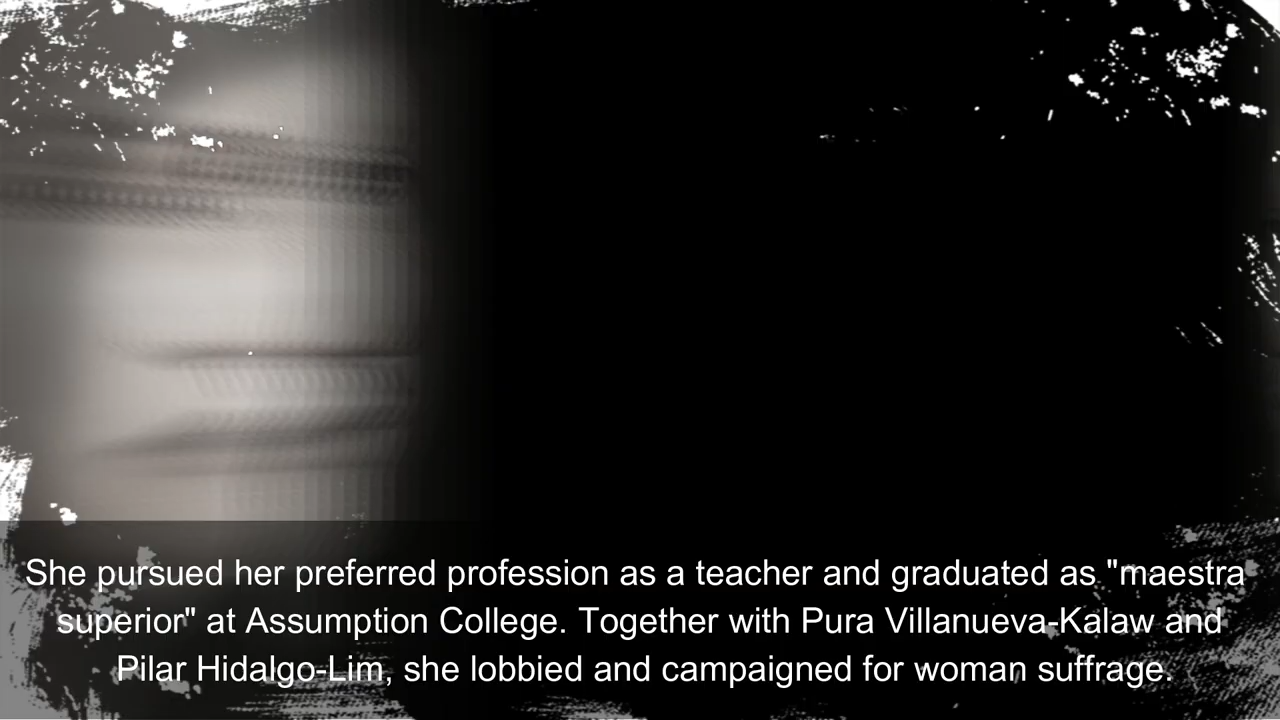 She pursued her preferred profession as a teacher and graduated as "maestra
superior" at Assumption College. Together with Pura Villanueva-Kalaw and
Pilar Hidalgo-Lim, she lobbied and campaigned for woman suffrage.